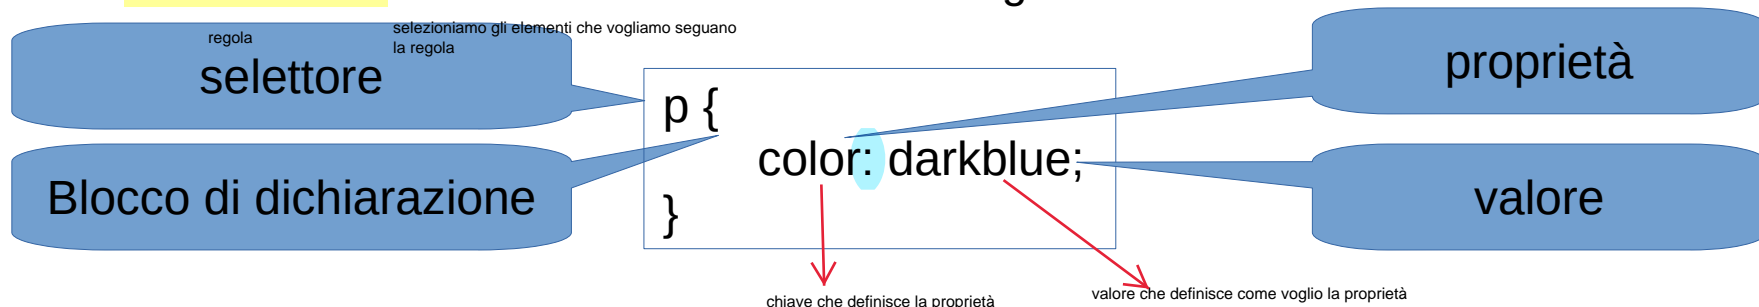 regola
selezioniamo gli elementi che vogliamo seguano
la regola
selettore
proprietà
p {
color: darkblue;
}
Blocco di dichiarazione
valore
chiave che definisce la proprietà
valore che definisce come voglio la proprietà